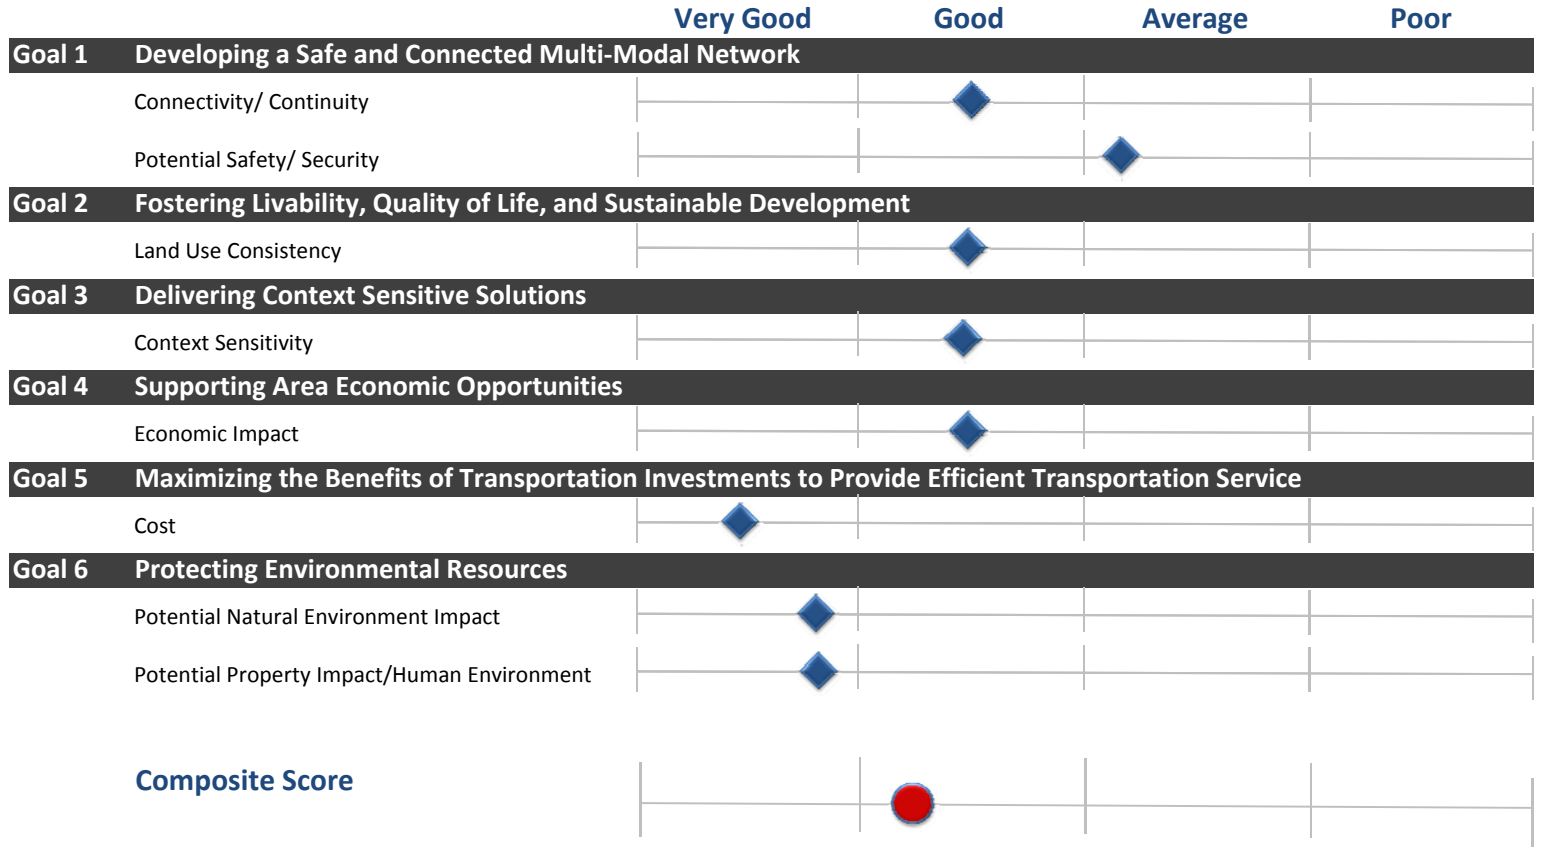 Very Good Good Average Poor
Goal 1 Developing a Safe and Connected Multi-Modal Network
Connectivity/ Continuity
Potential Safety/ Security
Goal 2 Fostering Livability, Quality of Life, and Sustainable Development
Land Use Consistency
Goal 3 Delivering Context Sensitive Solutions
Context Sensitivity
Goal 4 Supporting Area Economic Opportunities
Economic Impact
Goal 5 Maximizing the Benefits of Transportation Investments to Provide Efficient Transportation Service
Cost
Goal 6 Protecting Environmental Resources
Potential Natural Environment Impact
Potential Property Impact/Human Environment
Composite Score